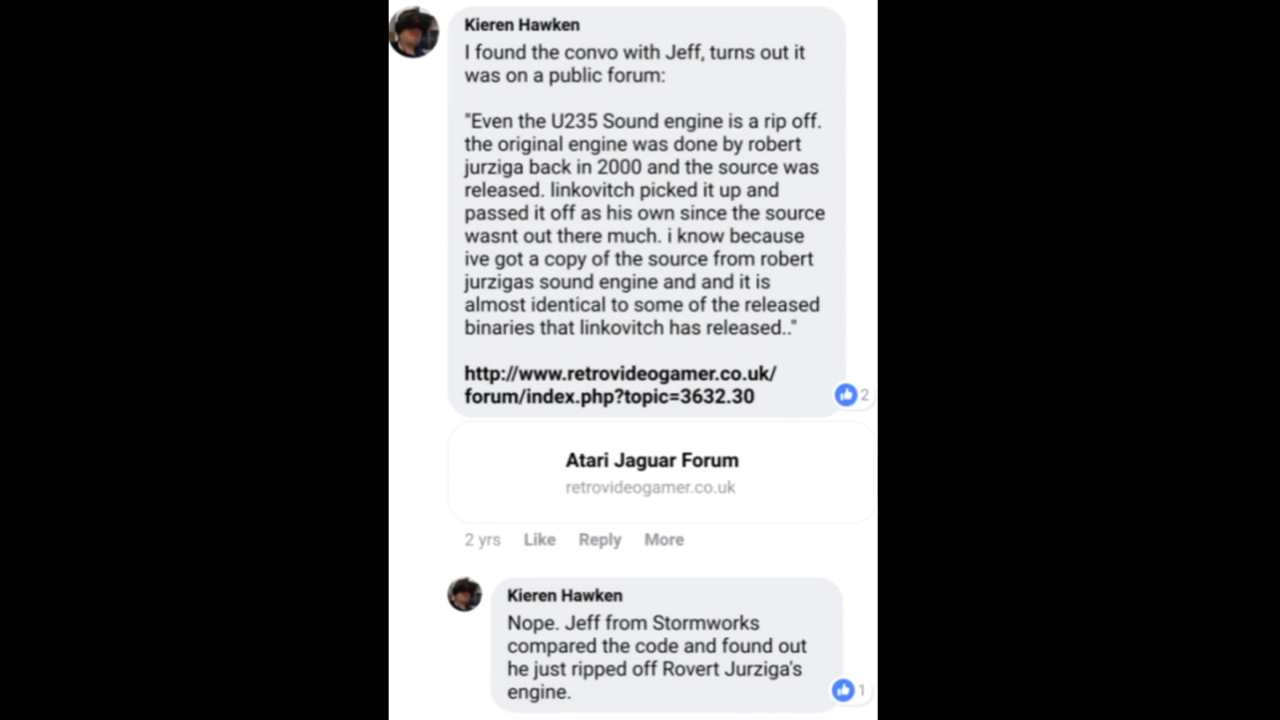 Kieren Hawken
I found the convo with Jeff, turns out it
was on a public forum:
"Even the U235 Sound engine is a rip off.
the original engine was done by robert
jurziga back in 2000 and the source was
released. linkovitch picked it up and
passed it off as his own since the source
wasnt out there much. i know because
ive got a copy of the source from robert
jurzigas sound engine and and it is
almost identical to some of the released
binaries that linkovitch has released.."
http://www.retrovideogamer.co.uk/
forum/index.php?topic=3632.30
2
Atari Jaguar Forum
retrovideogamer.co.uk
2 yrs Like Reply More
Kieren Hawken
Nope. Jeff from Stormworks
compared the code and found out
he just ripped off Rovert Jurziga's
engine.
1